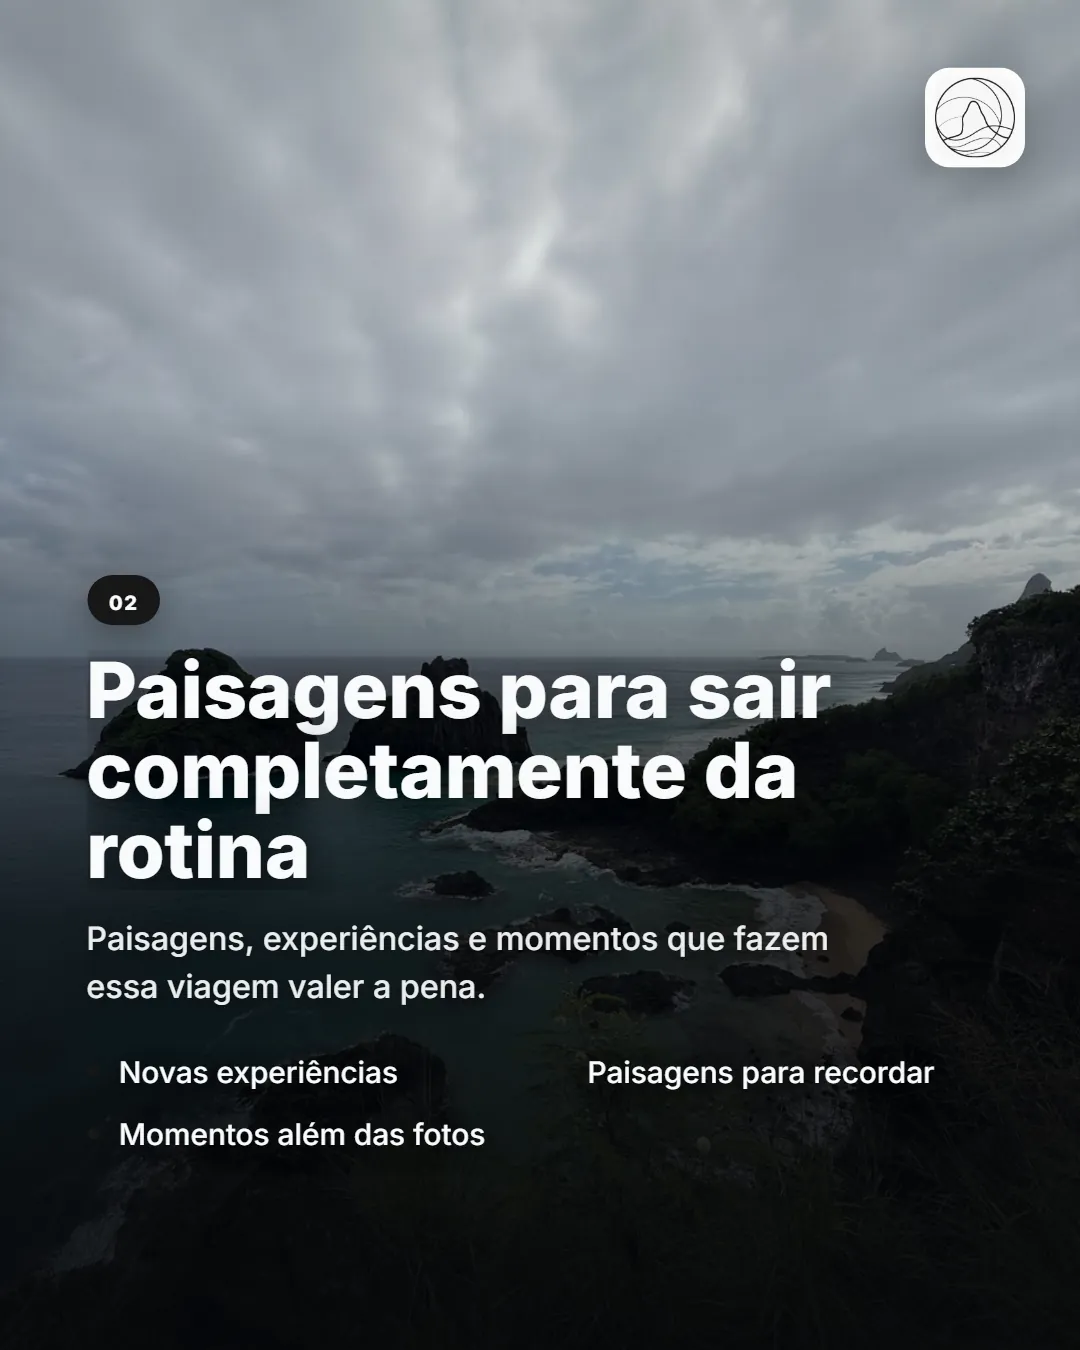 02
Paisagens para sair
completamente da
rotina
Paisagens, experiências e momentos que fazem
essa viagem valer a pena.
Novas experiências
Paisagens para recordar
Momentos além das fotos